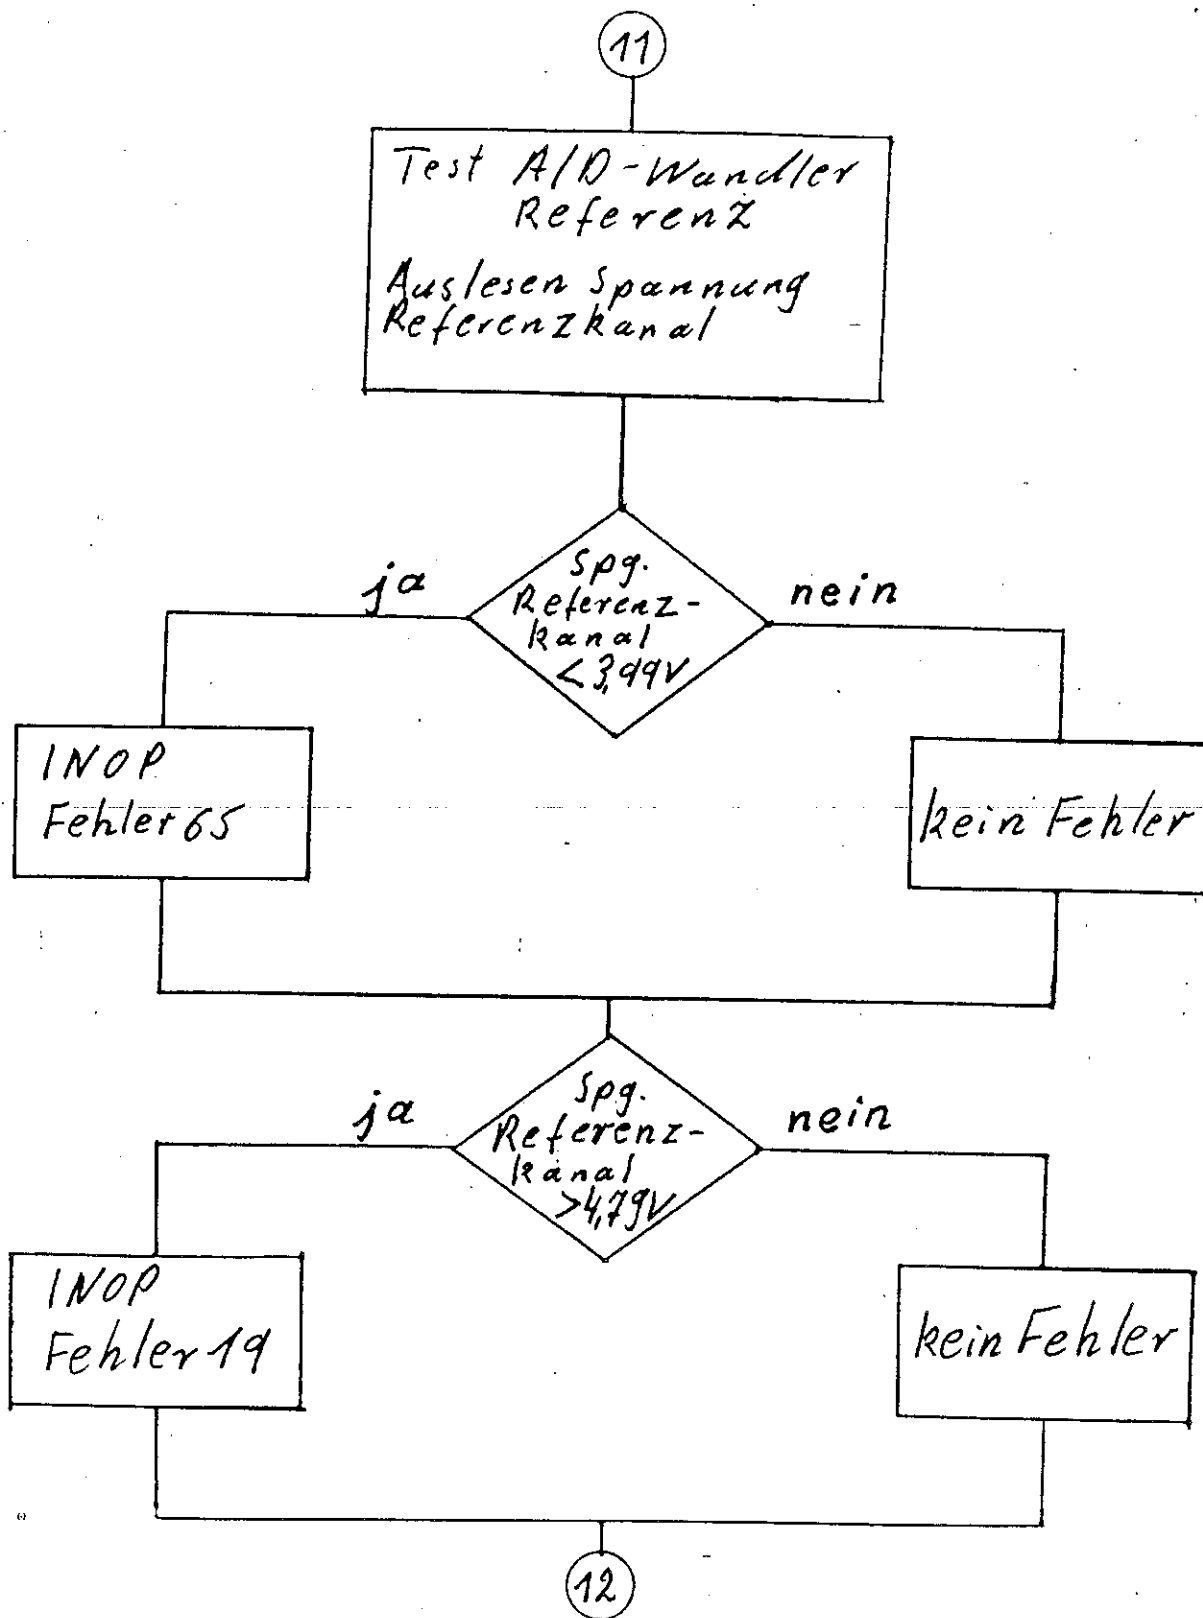 11
Test A/D-Wandler
Referenz
Auslesen Spannung
Referenzkanal
Spg.
Referenz-
kanal
<3,99V
ja
nein
INOP
Fehler 65
kein Fehler
Spg.
Referenz-
kanal
>4,79V
ja
nein
INOP
Fehler 19
kein Fehler
12